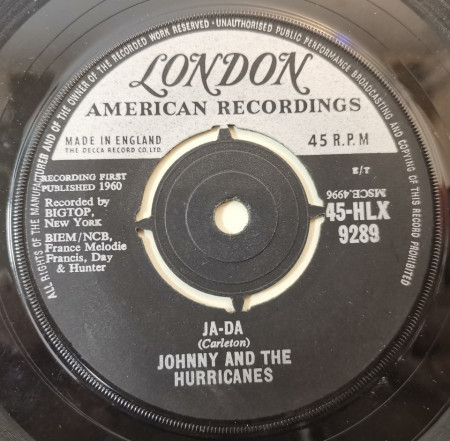 ALL RIGHTS OF THE MANUFACTURER AND OF THE OWNER OF THE RECORDED WORK RESERVED · UNAUTHORISED PUBLIC PERFORMANCE BROADCASTING AND COPYING OF THIS RECORD PROHIBITED
LONDON
AMERICAN RECORDINGS
MADE IN ENGLAND
THE DECCA RECORD CO. LTD.
45 R.P.M
E/T
RECORDING FIRST
PUBLISHED 1960
Recorded by
BIGTOP,
New York
BIEM/NCB,
France Melodie
Francis, Day
& Hunter
MSCE.4996
45-HLX
9289
JA-DA
(Carleton)
JOHNNY AND THE
HURRICANES